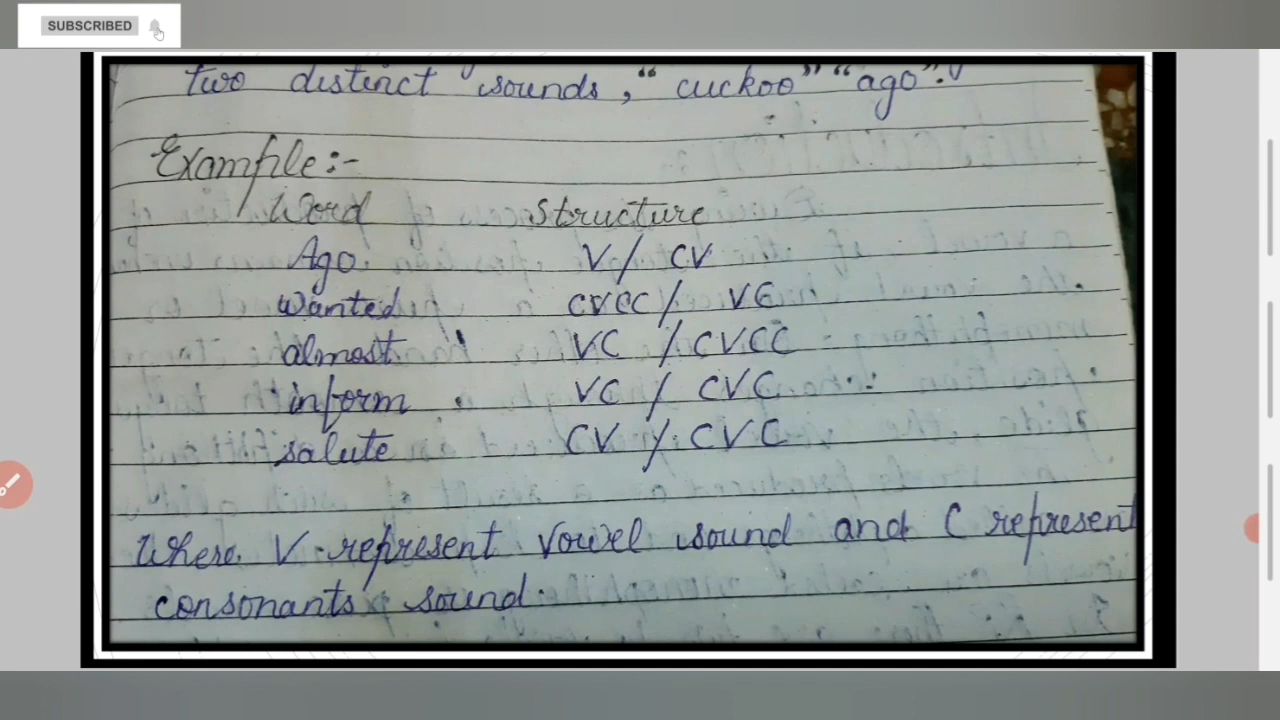 SUBSCRIBED
two distinct sounds, "cuckoo" "ago".
Example:-
Word Structure
Ago V / CV
wanted CVCC / VC
almost VC / CVCC
inform VC / CVC
salute CV / CVC
Where V represent vowel sound and C represent
consonants sound.